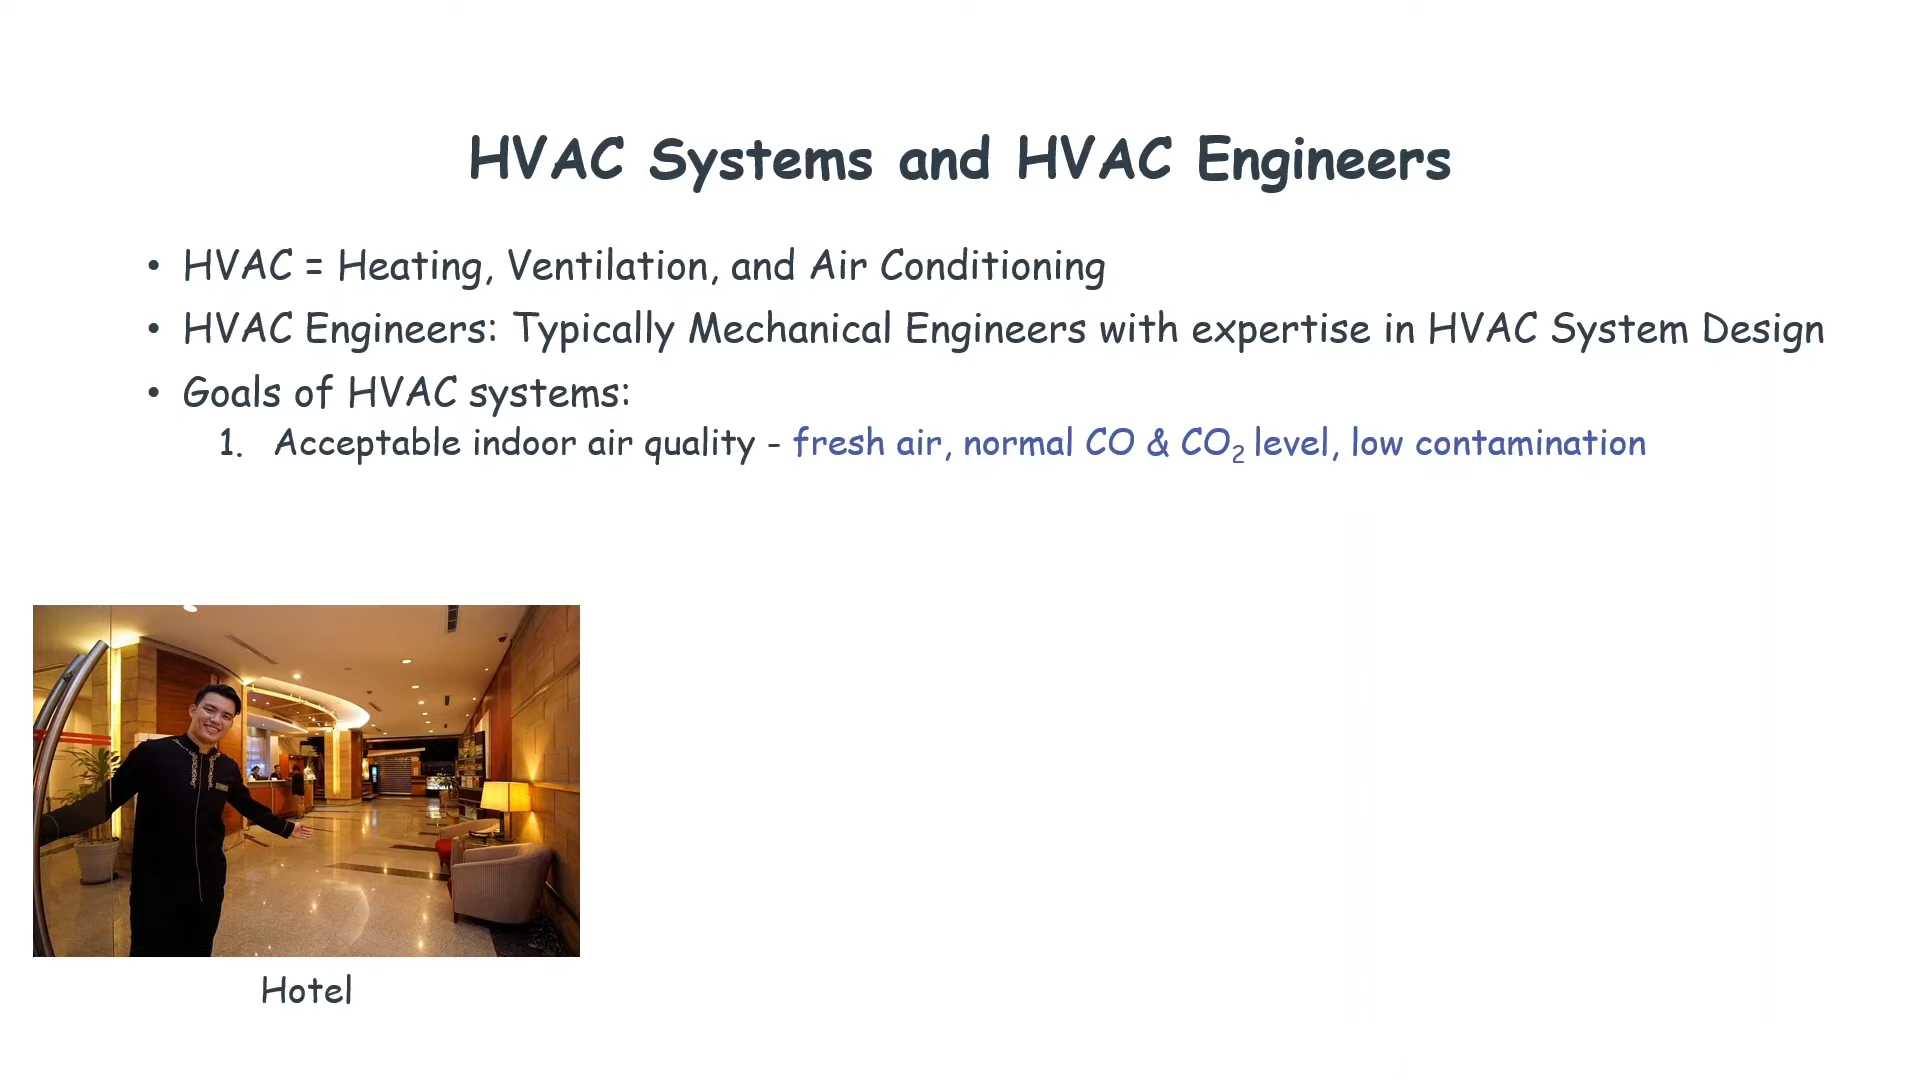 HVAC Systems and HVAC Engineers
• HVAC = Heating, Ventilation, and Air Conditioning
• HVAC Engineers: Typically Mechanical Engineers with expertise in HVAC System Design
• Goals of HVAC systems:
1. Acceptable indoor air quality - fresh air, normal CO & CO₂ level, low contamination
Hotel